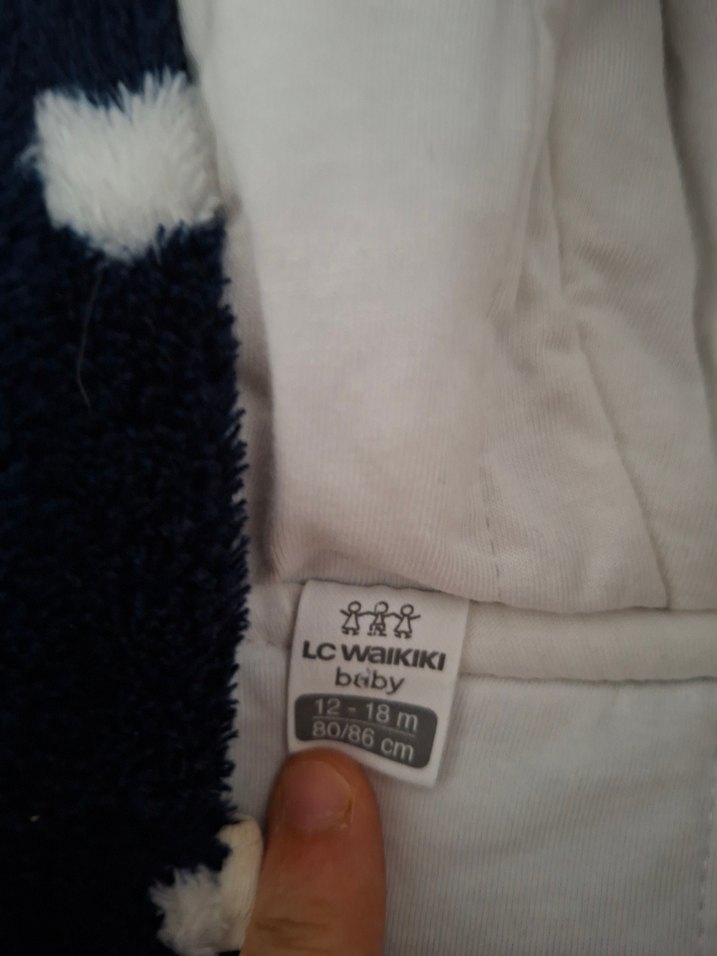 LC WAIKIKI
baby
12 - 18 m
80/86 cm